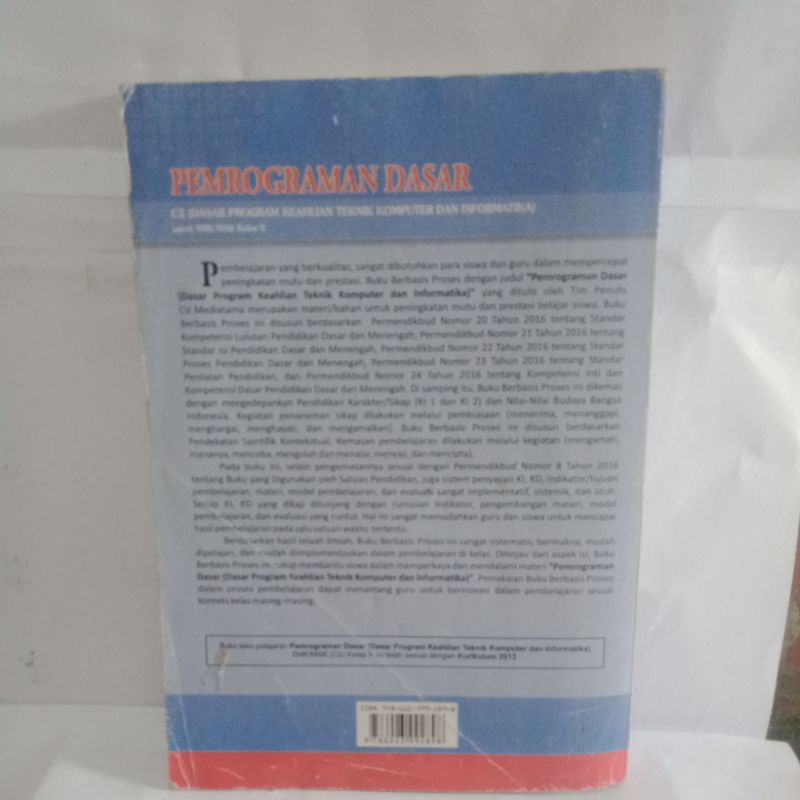 PEMROGRAMAN DASAR
C2 (DASAR PROGRAM KEAHLIAN TEKNIK KOMPUTER DAN INFORMATIKA)
untuk SMK/MAK Kelas X
Pembelajaran yang berkualitas, sangat dibutuhkan para siswa dan guru dalam mempercepat
peningkatan mutu dan prestasi. Buku Berbasis Proses dengan judul "Pemrograman Dasar
(Dasar Program Keahlian Teknik Komputer dan Informatika)" yang ditulis oleh Tim Penulis
CV Mediatama merupakan materi/bahan untuk peningkatan mutu dan prestasi belajar siswa. Buku
Berbasis Proses ini disusun berdasarkan Permendikbud Nomor 20 Tahun 2016 tentang Standar
Kompetensi Lulusan Pendidikan Dasar dan Menengah, Permendikbud Nomor 21 Tahun 2016 tentang
Standar Isi Pendidikan Dasar dan Menengah, Permendikbud Nomor 22 Tahun 2016 tentang Standar
Proses Pendidikan Dasar dan Menengah, Permendikbud Nomor 23 Tahun 2016 tentang Standar
Penilaian Pendidikan, dan Permendikbud Nomor 24 Tahun 2016 tentang Kompetensi Inti dan
Kompetensi Dasar Pendidikan Dasar dan Menengah. Di samping itu, Buku Berbasis Proses ini dikemas
dengan mengedepankan Pendidikan Karakter/Sikap (KI 1 dan KI 2) dan Nilai-Nilai Budaya Bangsa
Indonesia. Kegiatan penanaman sikap dilakukan melalui pembiasaan (menerima, menanggapi,
menghargai, menghayati, dan mengamalkan). Buku Berbasis Proses ini disusun berdasarkan
Pendekatan Saintifik Kontekstual. Kemasan pembelajaran dilakukan melalui kegiatan (mengamati,
menanya, mencoba, mengolah dan menalar, menyaji, dan mencipta).
Pada buku ini, selain pengemasannya sesuai dengan Permendikbud Nomor 8 Tahun 2016
tentang Buku yang Digunakan oleh Satuan Pendidikan, juga sistem penyajian KI, KD, indikator/tujuan
pembelajaran, materi, model pembelajaran, dan evaluasi sangat implementatif, sistemik, dan utuh.
Setiap KI, KD yang dikaji ditunjang dengan rumusan indikator, pengembangan materi, model
pembelajaran, dan evaluasi yang runtut. Hal ini sangat memudahkan guru dan siswa untuk mencapai
hasil pembelajaran pada satu satuan waktu tertentu.
Berdasarkan hasil telaah ilmiah, Buku Berbasis Proses ini sangat sistematis, bermakna, mudah
dipelajari, dan mudah diimplementasikan dalam pembelajaran di kelas. Ditinjau dari aspek isi, Buku
Berbasis Proses ini cukup membantu siswa dalam memperkaya dan mendalami materi "Pemrograman
Dasar (Dasar Program Keahlian Teknik Komputer dan Informatika)". Pemakaian Buku Berbasis Proses
dalam proses pembelajaran dapat menantang guru untuk berinovasi dalam pembelajaran sesuai
konteks kelas masing-masing.
Buku teks pelajaran Pemrograman Dasar (Dasar Program Keahlian Teknik Komputer dan Informatika)
SMK/MAK (C2) Kelas X ini telah sesuai dengan Kurikulum 2013
ISBN 978-602-399-289-8
9786023992898